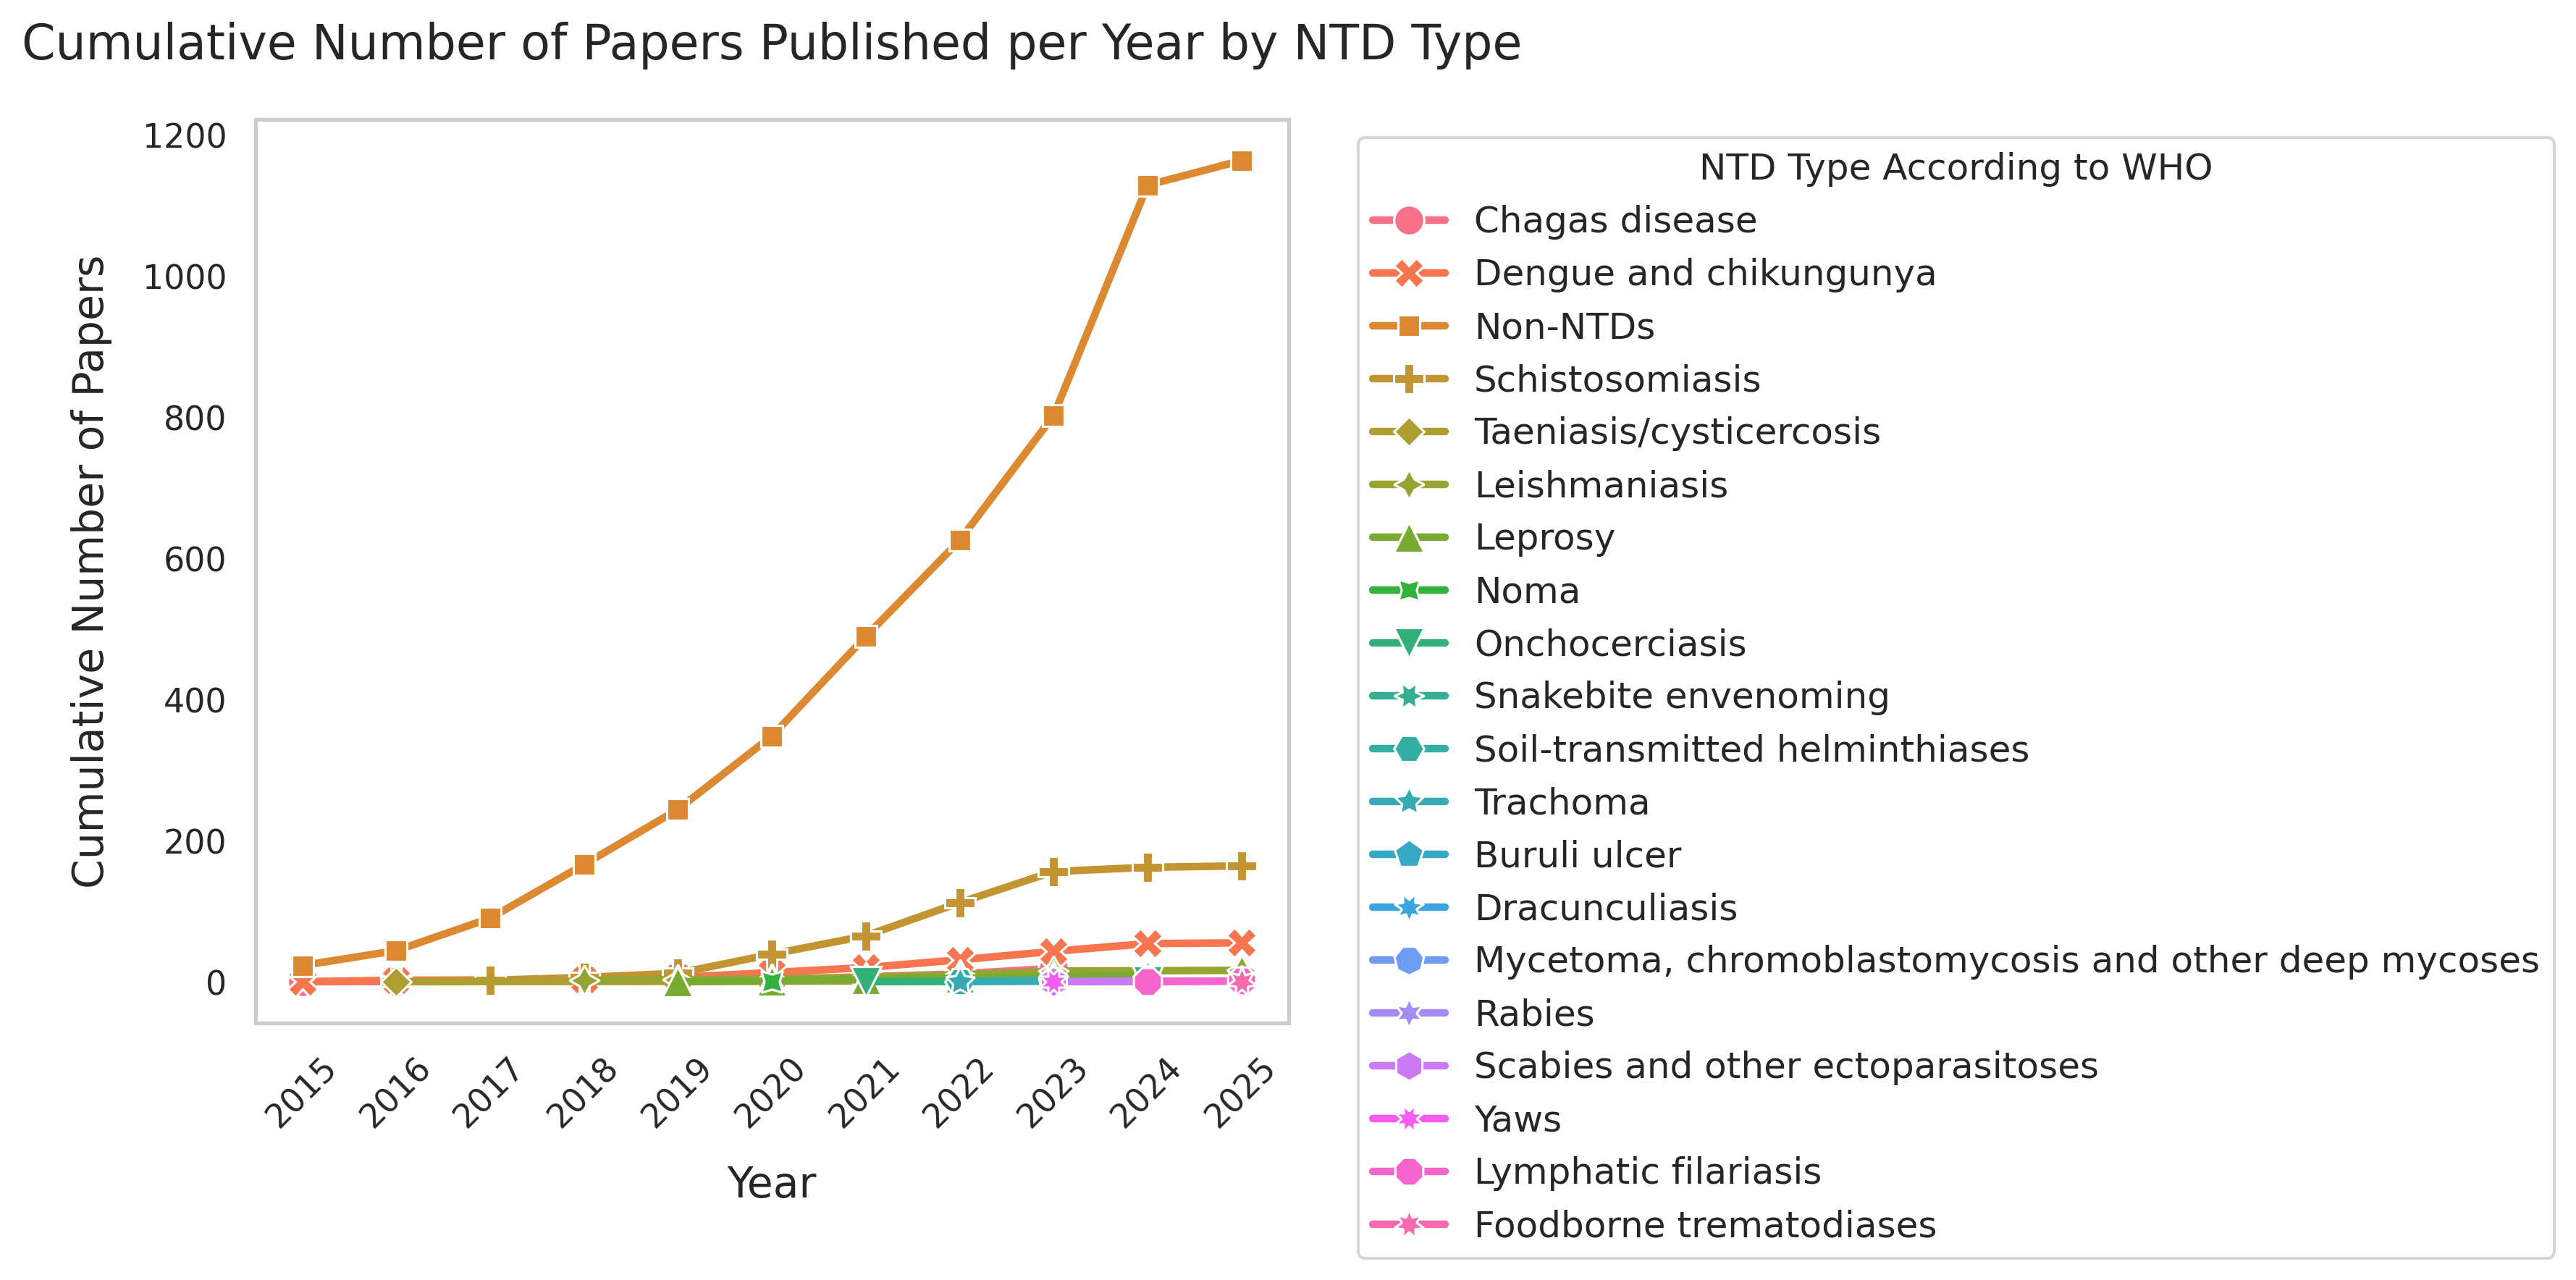 Cumulative Number of Papers Published per Year by NTD Type
Cumulative Number of Papers
1200
1000
800
600
400
200
0
2015
2016
2017
2018
2019
2020
2021
2022
2023
2024
2025
Year
NTD Type According to WHO
Chagas disease
Dengue and chikungunya
Non-NTDs
Schistosomiasis
Taeniasis/cysticercosis
Leishmaniasis
Leprosy
Noma
Onchocerciasis
Snakebite envenoming
Soil-transmitted helminthiases
Trachoma
Buruli ulcer
Dracunculiasis
Mycetoma, chromoblastomycosis and other deep mycoses
Rabies
Scabies and other ectoparasitoses
Yaws
Lymphatic filariasis
Foodborne trematodiases